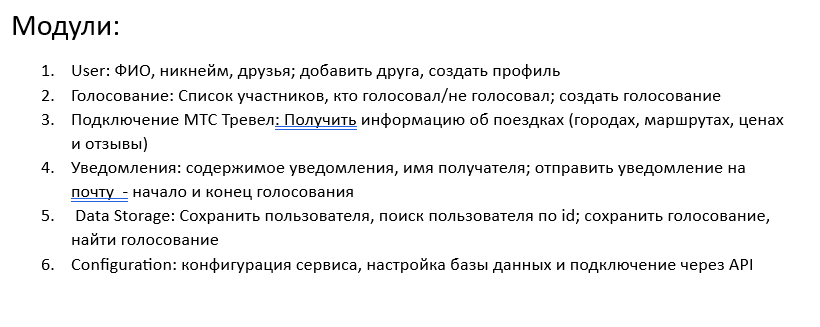 Модули:
1. User: ФИО, никнейм, друзья; добавить друга, создать профиль
2. Голосование: Список участников, кто голосовал/не голосовал; создать голосование
3. Подключение МТС Тревел: Получить информацию об поездках (городах, маршрутах, ценах
и отзывы)
4. Уведомления: содержимое уведомления, имя получателя; отправить уведомление на
почту - начало и конец голосования
5. Data Storage: Сохранить пользователя, поиск пользователя по id; сохранить голосование,
найти голосование
6. Configuration: конфигурация сервиса, настройка базы данных и подключение через API